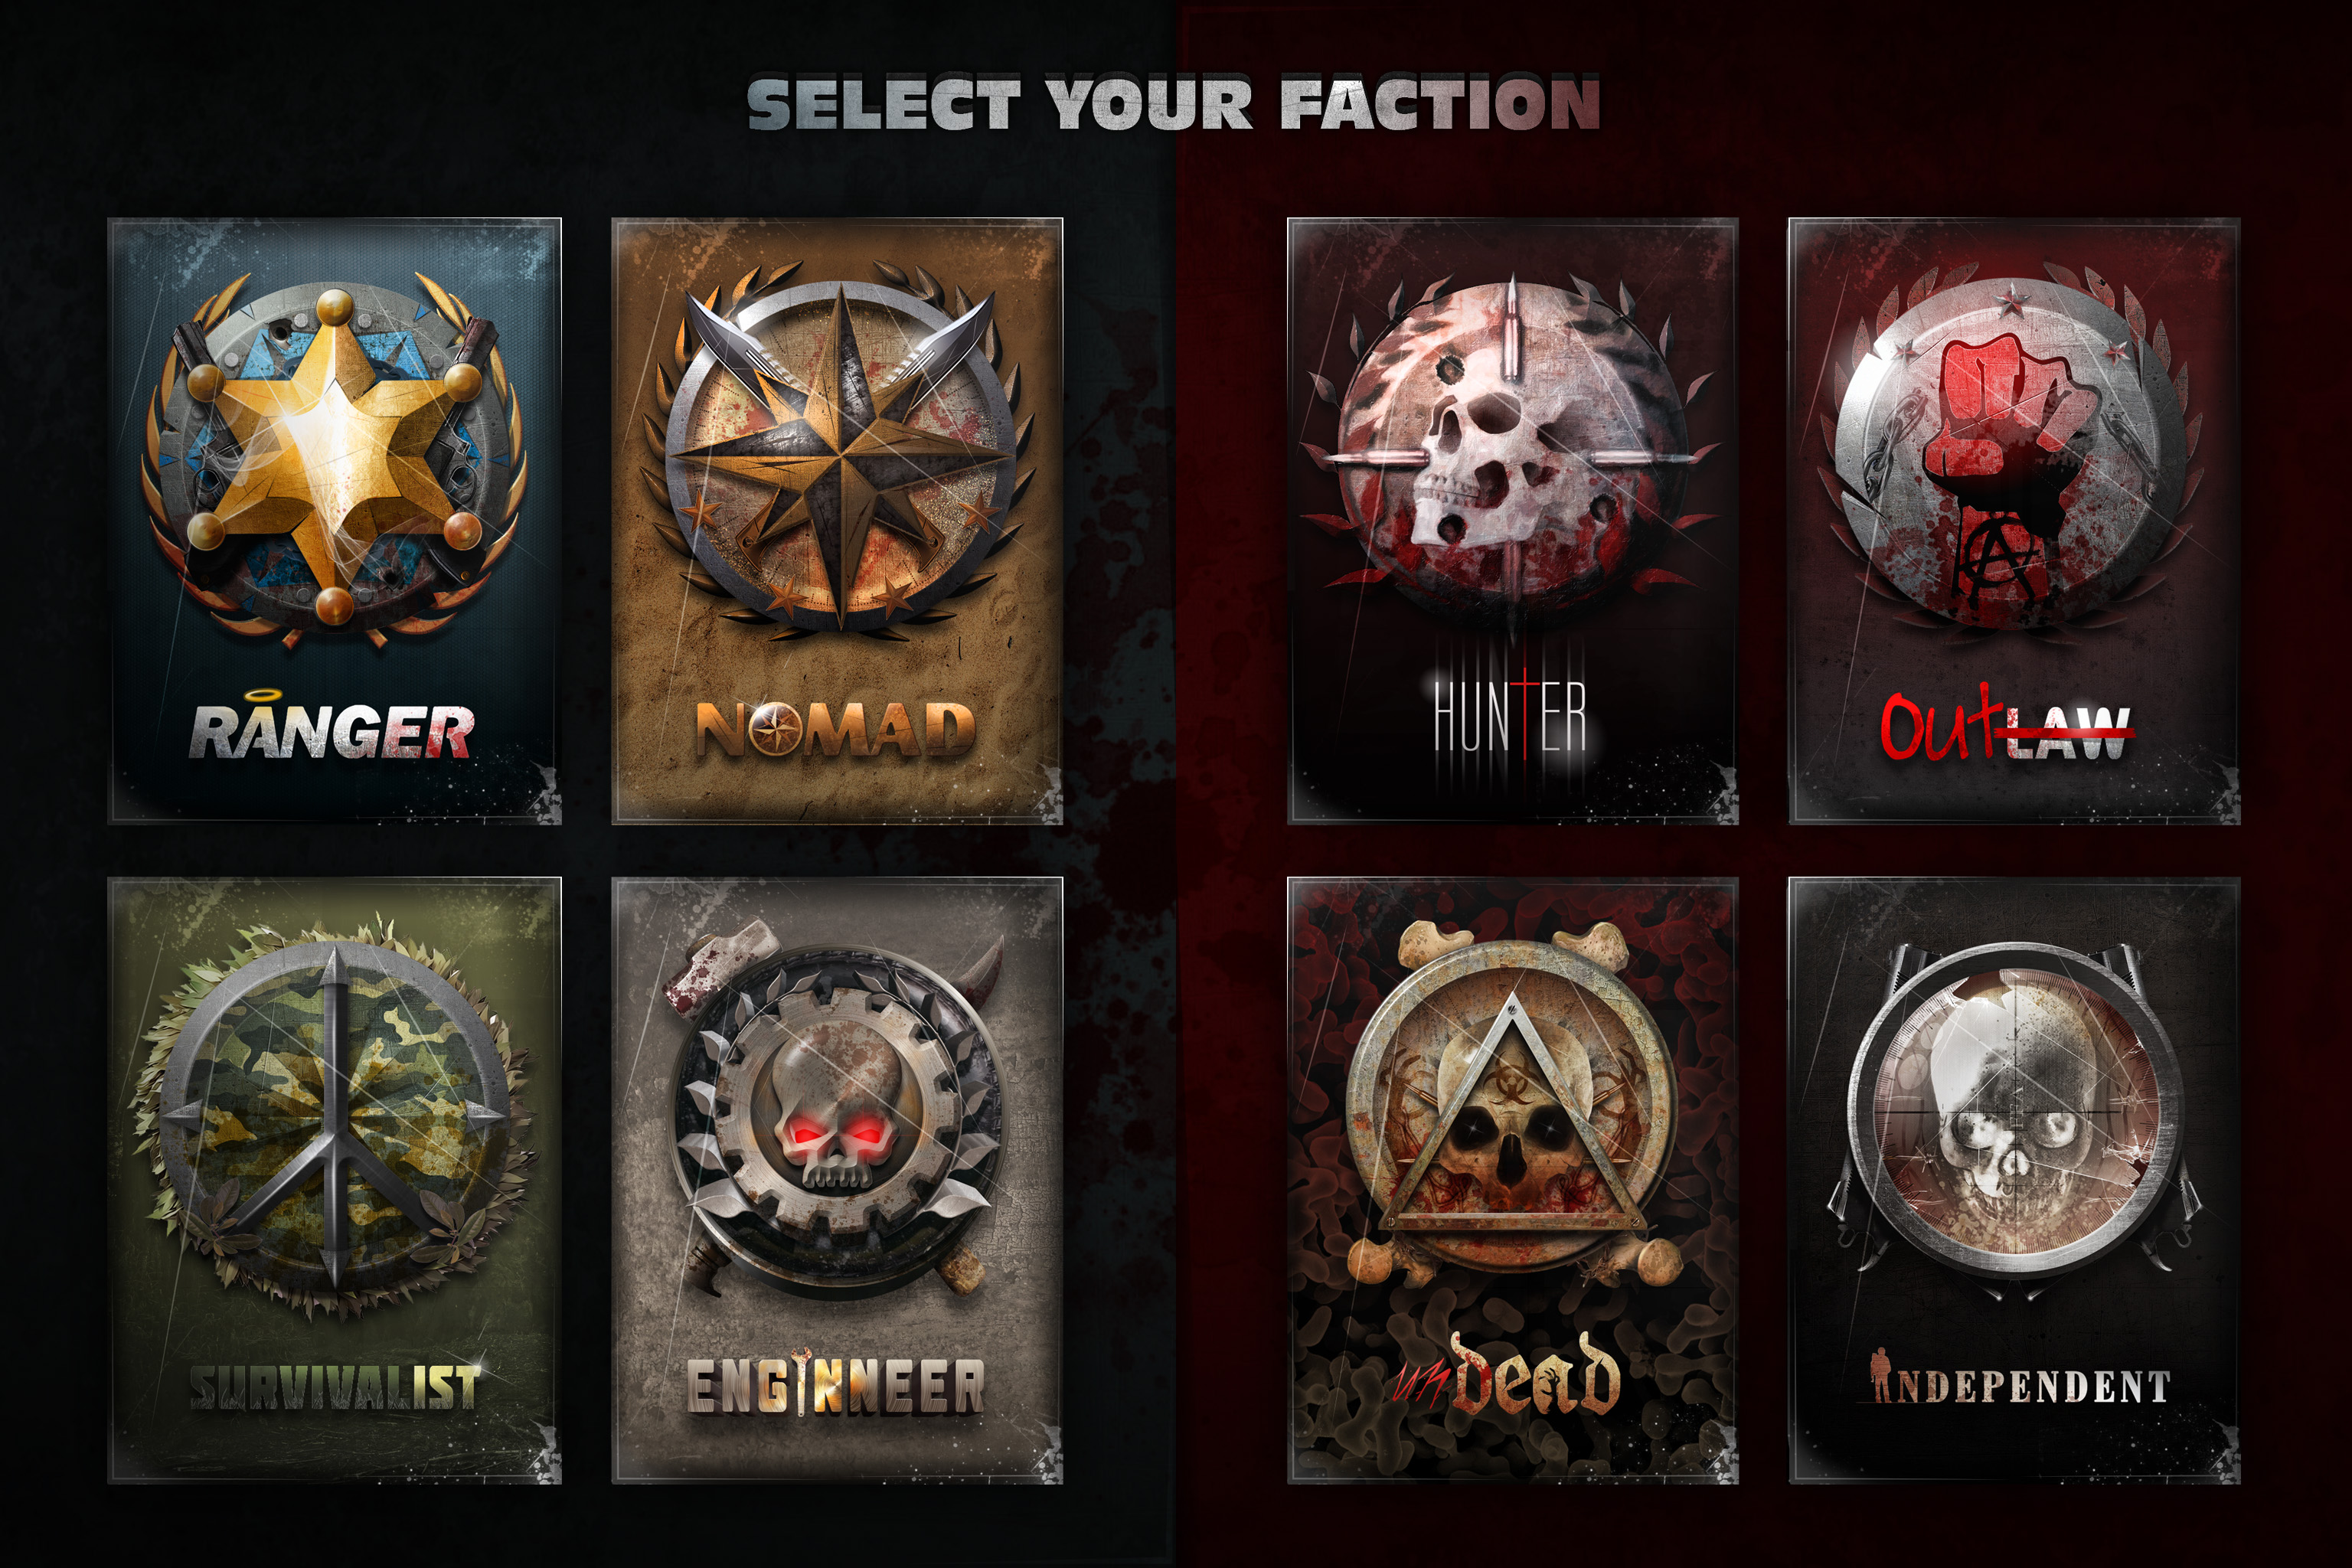 SELECT YOUR FACTION
RANGER
NOMAD
HUNTER
OutLAW
SURVIVALIST
ENGINNEER
undead
INDEPENDENT